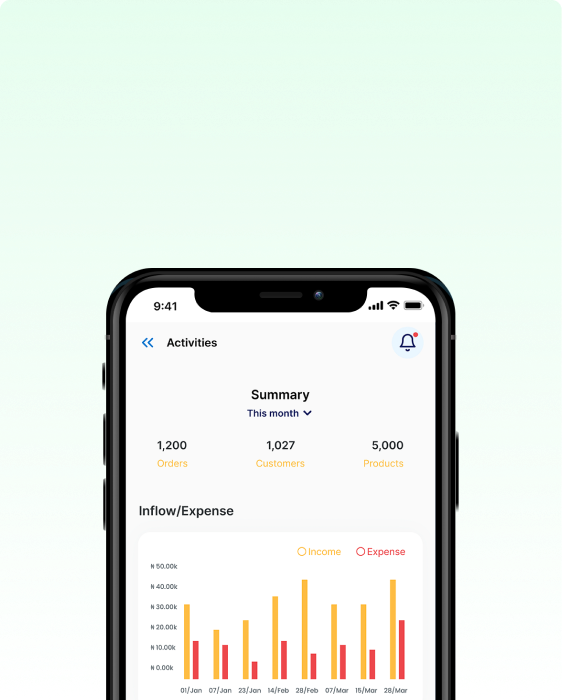 9:41
Activities
Summary
This month
1,200 1,027 5,000
Orders Customers Products
Inflow/Expense
Income Expense
₦ 50.00k
₦ 40.00k
₦ 30.00k
₦ 20.00k
₦ 10.00k
₦ 0.00k
01/Jan 07/Jan 23/Jan 14/Feb 28/Feb 07/Mar 15/Mar 28/Mar